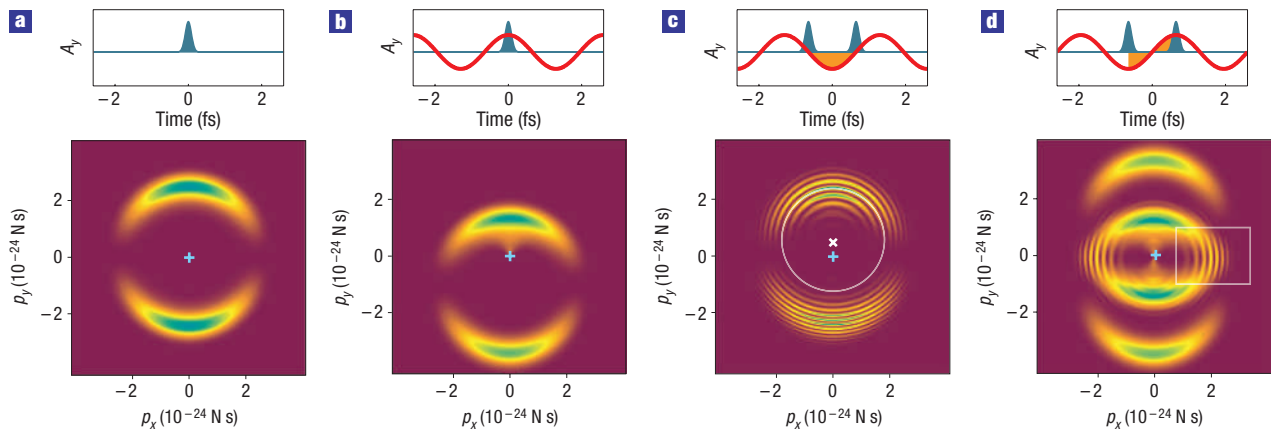 a
A_y
−2 0 2
Time (fs)
p_y (10⁻²⁴ N s)
2
0
−2
−2 0 2
p_x (10⁻²⁴ N s)
b
A_y
−2 0 2
Time (fs)
p_y (10⁻²⁴ N s)
2
0
−2
−2 0 2
p_x (10⁻²⁴ N s)
c
A_y
−2 0 2
Time (fs)
p_y (10⁻²⁴ N s)
2
0
−2
−2 0 2
p_x (10⁻²⁴ N s)
d
A_y
−2 0 2
Time (fs)
p_y (10⁻²⁴ N s)
2
0
−2
−2 0 2
p_x (10⁻²⁴ N s)